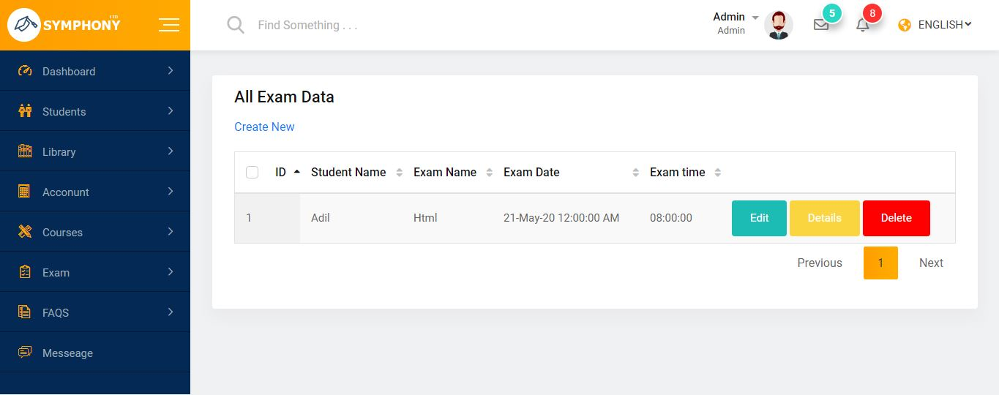 LTD
SYMPHONY
Find Something . . .
Admin
Admin
5
8
ENGLISH
Dashboard
Students
Library
Acconunt
Courses
Exam
FAQS
Messeage
All Exam Data
Create New
ID Student Name Exam Name Exam Date Exam time
1 Adil Html 21-May-20 12:00:00 AM 08:00:00 Edit Details Delete
Previous 1 Next